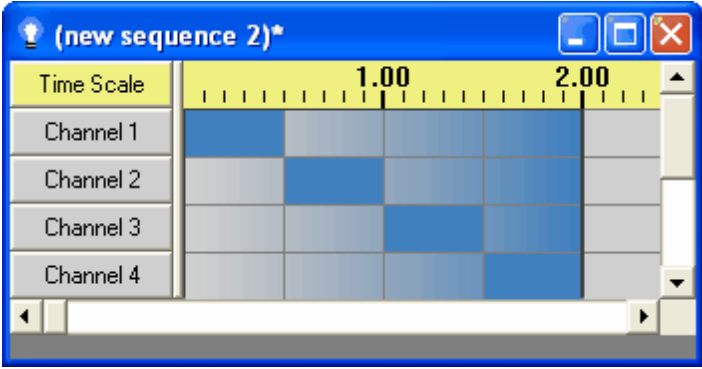 (new sequence 2)*
Time Scale 1.00 2.00
Channel 1
Channel 2
Channel 3
Channel 4